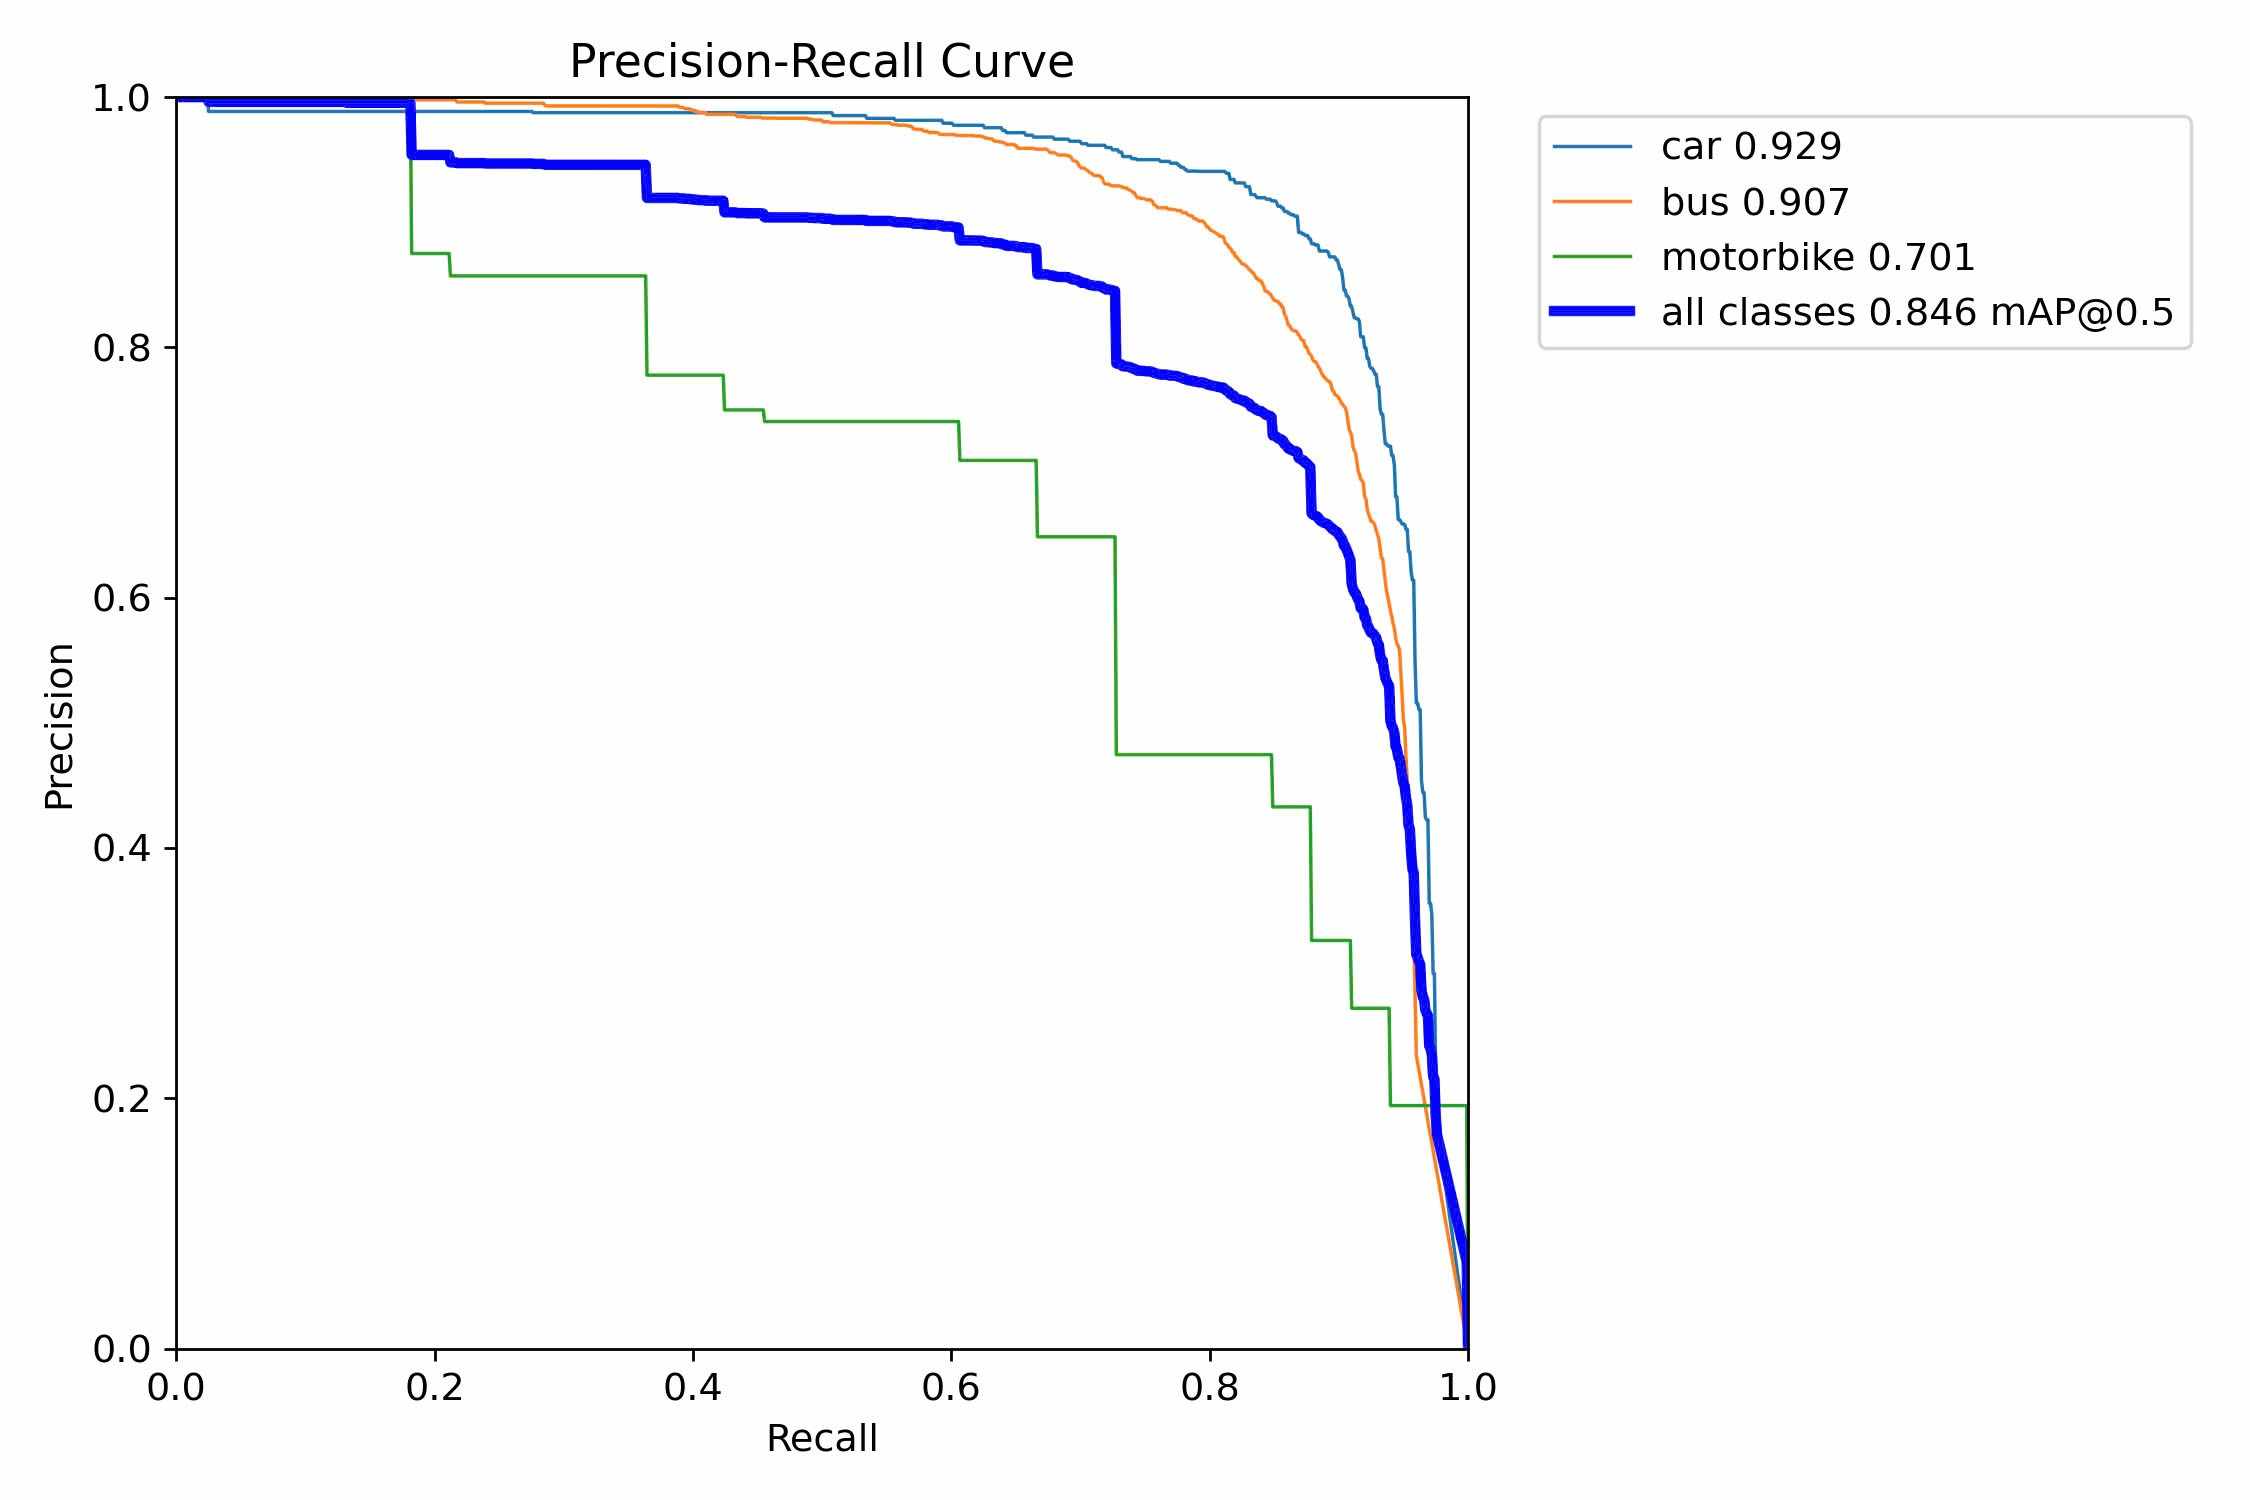 Precision-Recall Curve
1.0
0.8
0.6
0.4
0.2
0.0
Precision
0.0 0.2 0.4 0.6 0.8 1.0
Recall
car 0.929
bus 0.907
motorbike 0.701
all classes 0.846 mAP@0.5